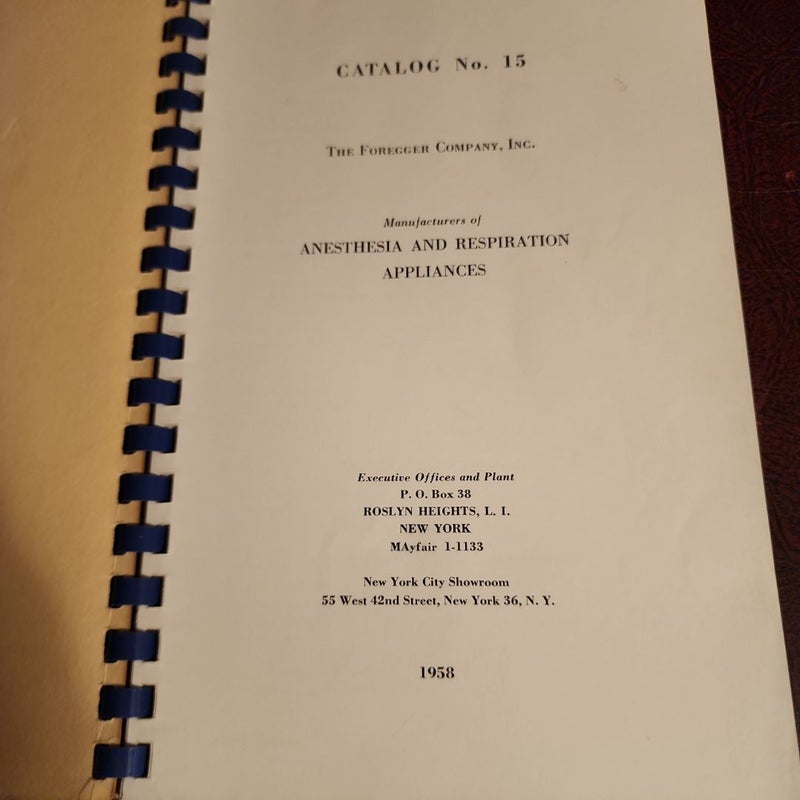 CATALOG No. 15
THE FOREGGER COMPANY, INC.
Manufacturers of
ANESTHESIA AND RESPIRATION
APPLIANCES
Executive Offices and Plant
P. O. Box 38
ROSLYN HEIGHTS, L. I.
NEW YORK
MAyfair 1-1133
New York City Showroom
55 West 42nd Street, New York 36, N. Y.
1958